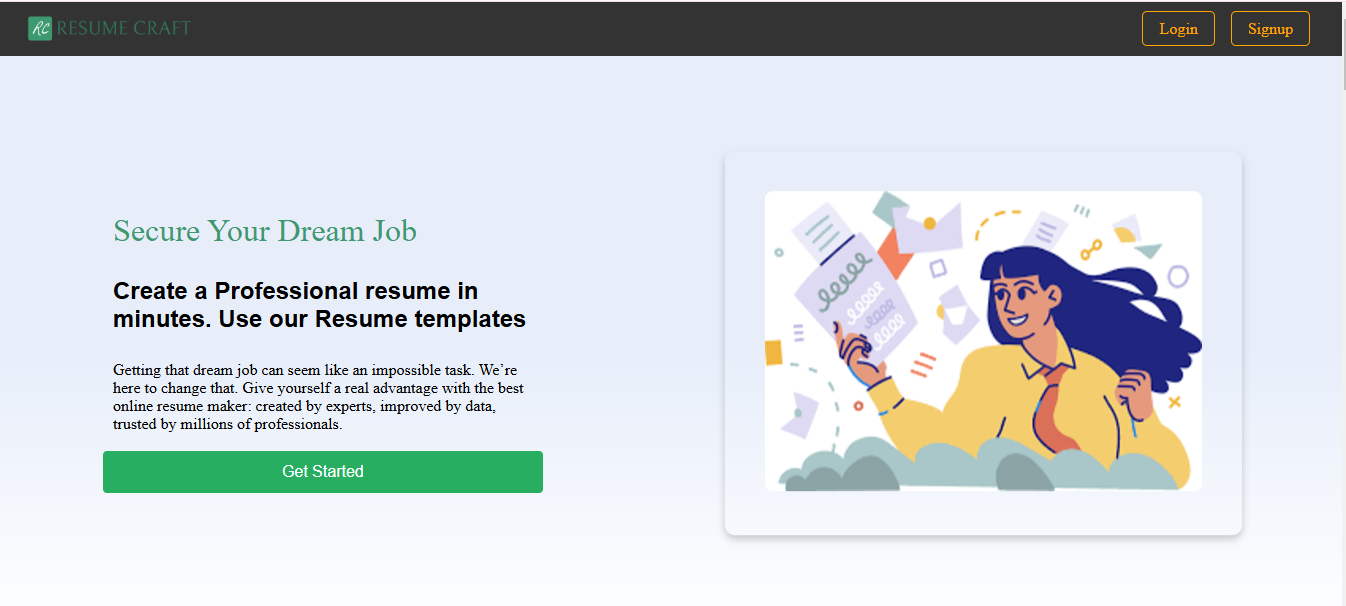 RC RESUME CRAFT
Login
Signup
Secure Your Dream Job
Create a Professional resume in
minutes. Use our Resume templates
Getting that dream job can seem like an impossible task. We’re
here to change that. Give yourself a real advantage with the best
online resume maker: created by experts, improved by data,
trusted by millions of professionals.
Get Started